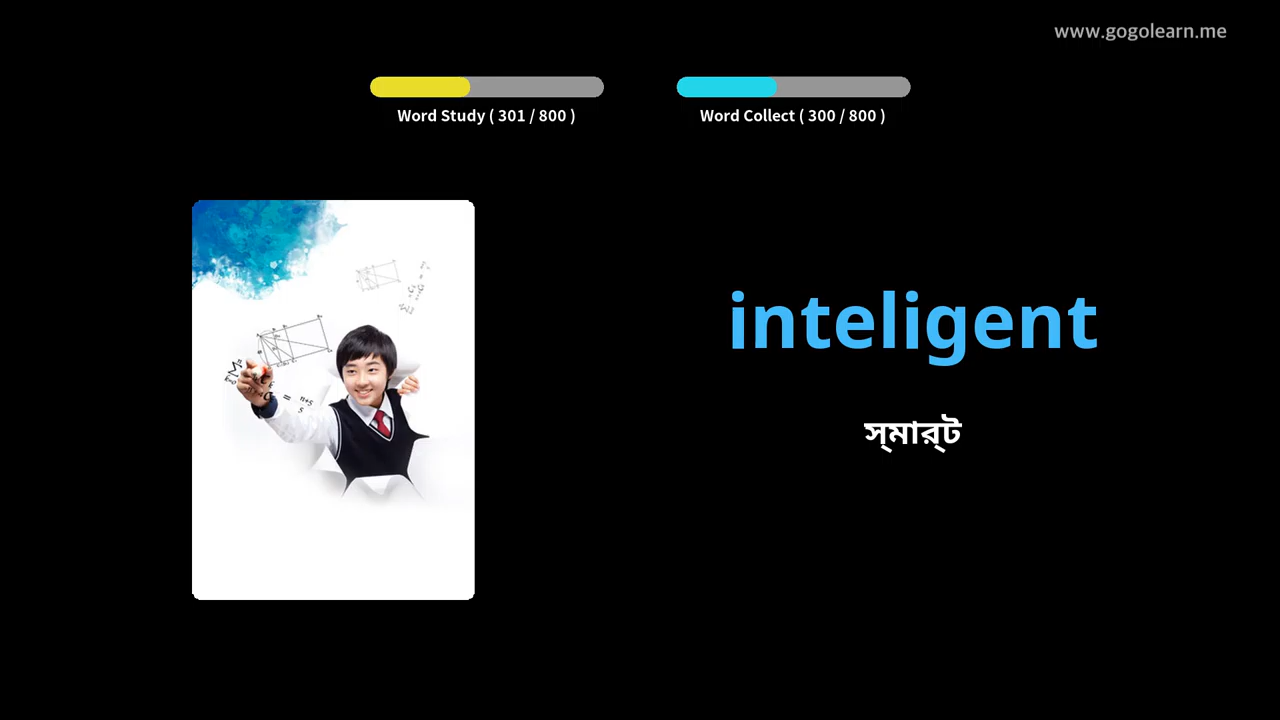 www.gogolearn.me
Word Study ( 301 / 800 )
Word Collect ( 300 / 800 )
inteligent
স্মার্ট